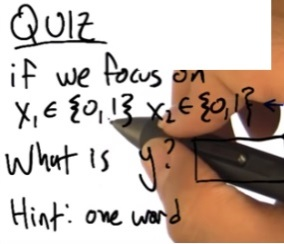 QUIZ
if we focus on
X₁ ∈ {0,1} X₂ ∈ {0,1} ←
What is y?
Hint: one word